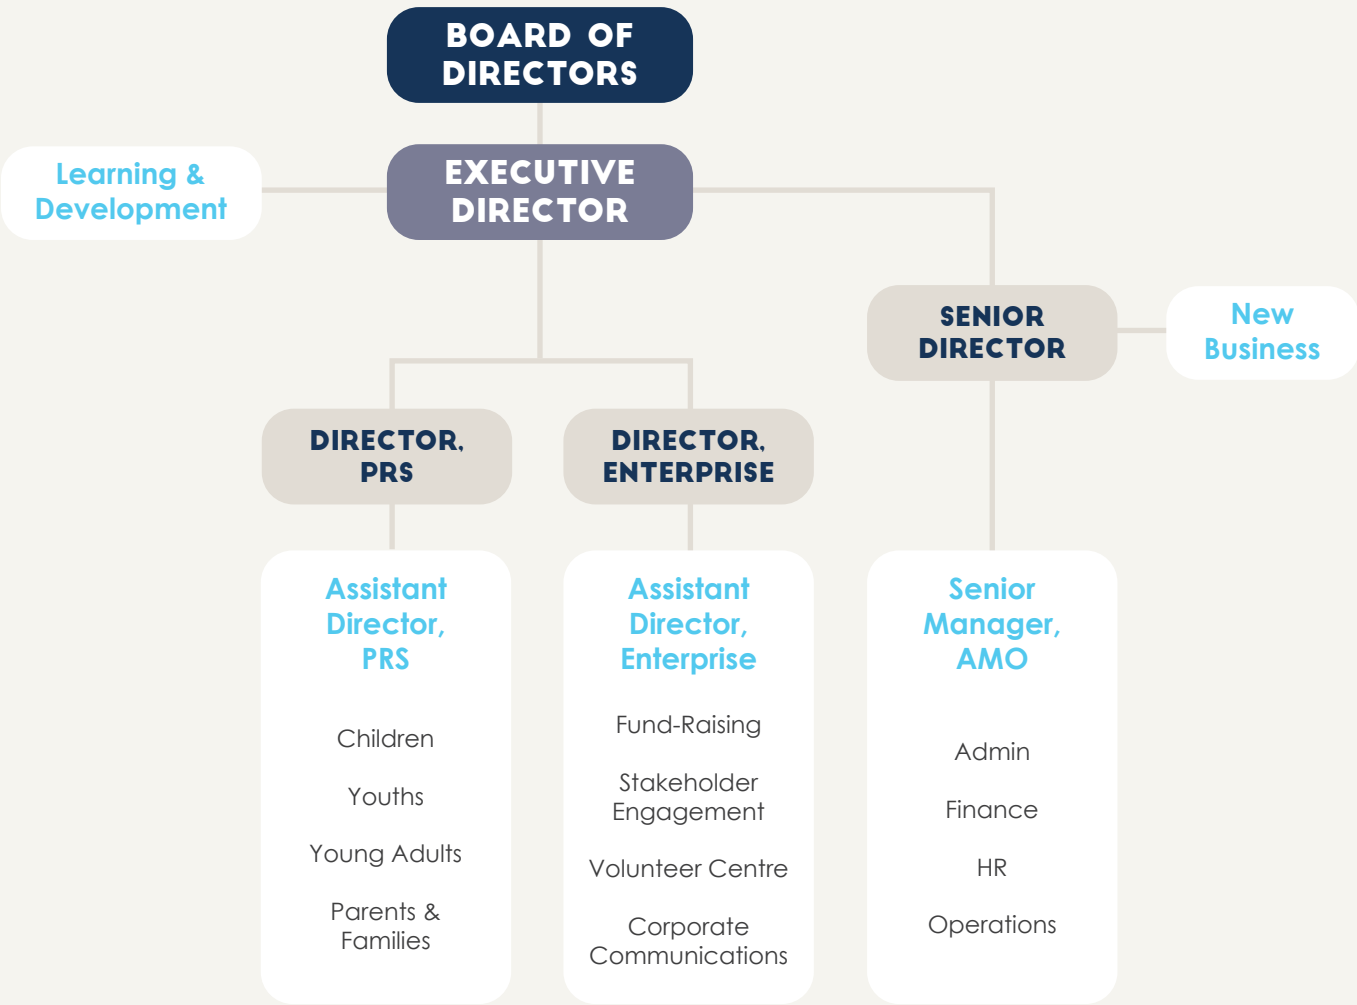 BOARD OF
DIRECTORS
Learning &
Development
EXECUTIVE
DIRECTOR
SENIOR
DIRECTOR
New
Business
DIRECTOR,
PRS
DIRECTOR,
ENTERPRISE
Assistant
Director,
PRS
Children
Youths
Young Adults
Parents &
Families
Assistant
Director,
Enterprise
Fund-Raising
Stakeholder
Engagement
Volunteer Centre
Corporate
Communications
Senior
Manager,
AMO
Admin
Finance
HR
Operations